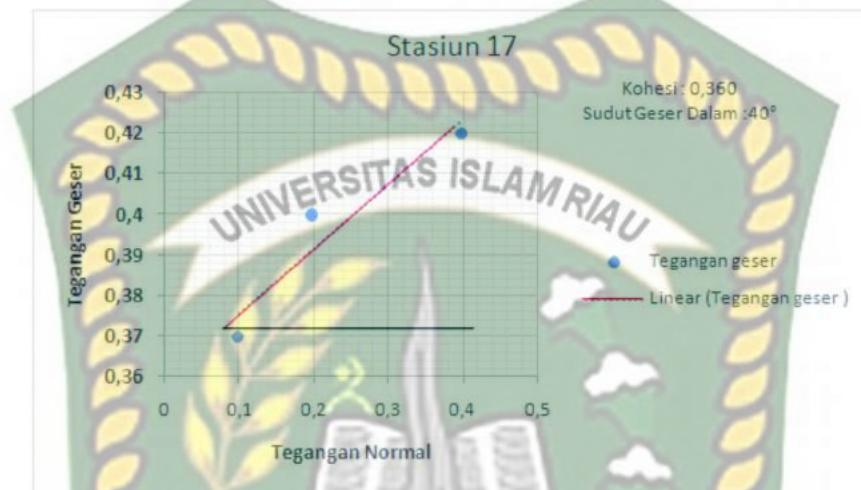 Stasiun 17
Kohesi : 0,360
Sudut Geser Dalam :40°
Tegangan Geser
0,43
0,42
0,41
0,4
0,39
0,38
0,37
0,36
0
0,1
0,2
0,3
0,4
0,5
Tegangan Normal
UNIVERSITAS ISLAM RIAU
Tegangan geser
Linear (Tegangan geser )